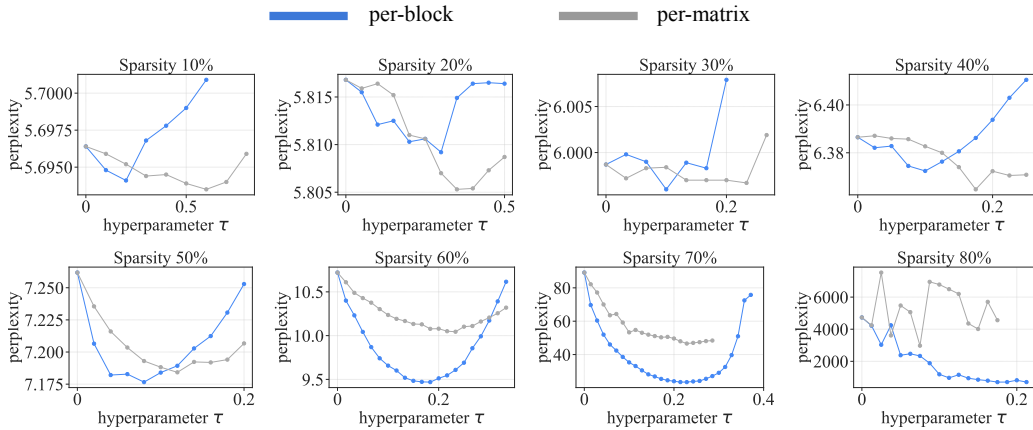 per-block per-matrix
Sparsity 10% Sparsity 20% Sparsity 30% Sparsity 40%
perplexity 5.7000 5.6975 5.6950 0 0.5 hyperparameter τ
perplexity 5.815 5.810 5.805 0 0.5 hyperparameter τ
perplexity 6.005 6.000 0 0.2 hyperparameter τ
perplexity 6.40 6.38 0 0.2 hyperparameter τ
Sparsity 50% Sparsity 60% Sparsity 70% Sparsity 80%
perplexity 7.250 7.225 7.200 7.175 0 0.2 hyperparameter τ
perplexity 10.5 10.0 9.5 0 0.2 hyperparameter τ
perplexity 80 60 40 0 0.2 0.4 hyperparameter τ
perplexity 6000 4000 2000 0 0.2 hyperparameter τ